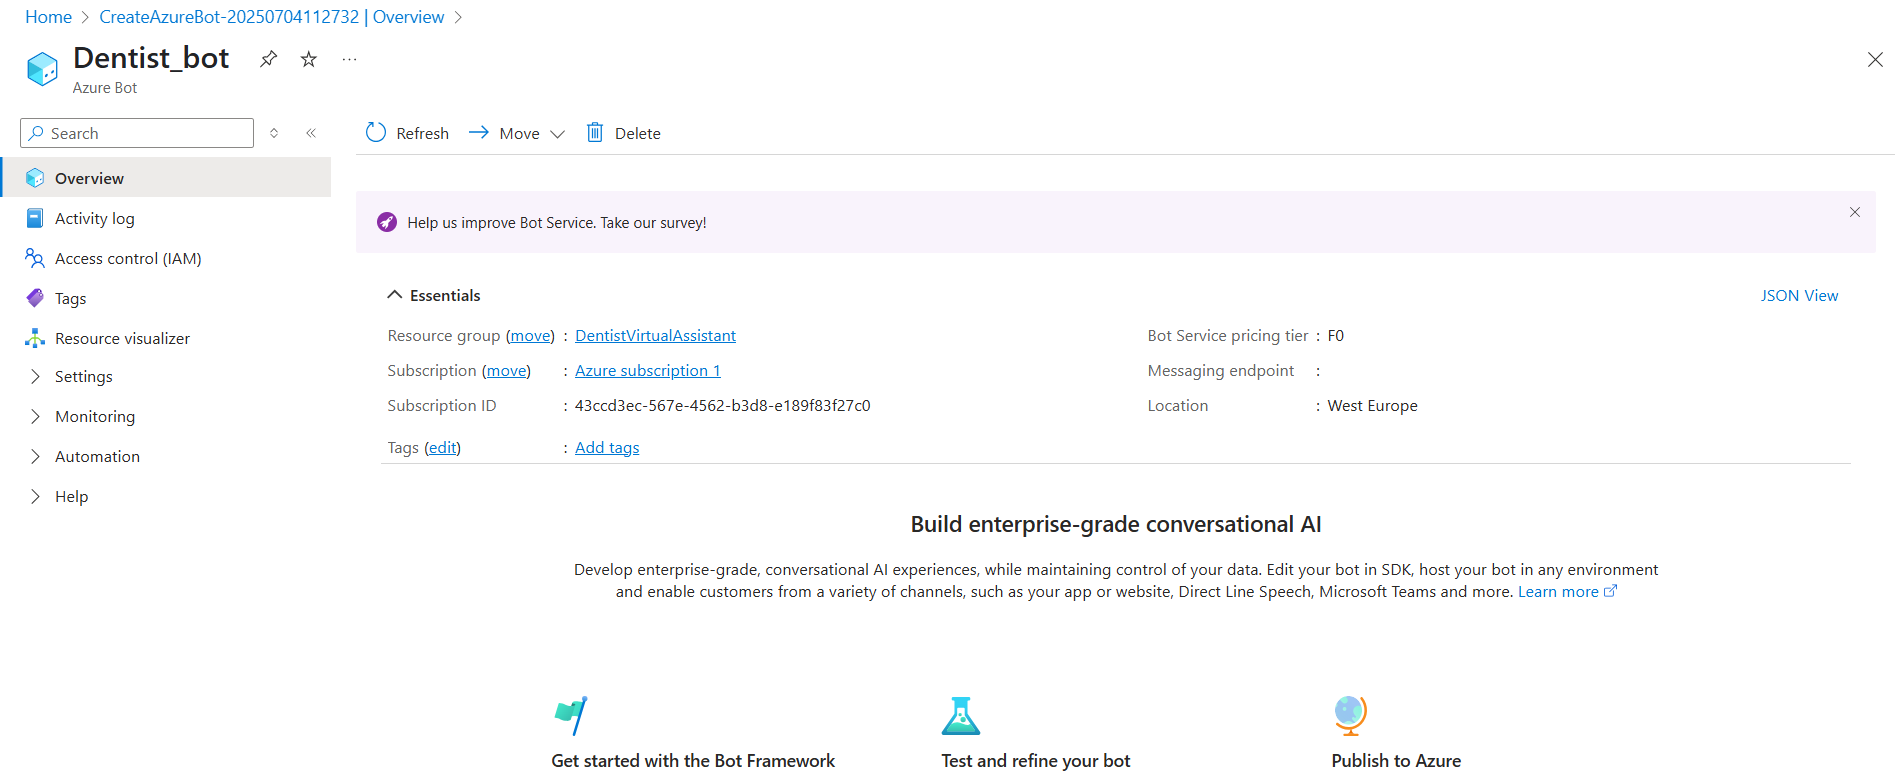 Home > CreateAzureBot-20250704112732 | Overview >
Dentist_bot
Azure Bot
Search
Refresh Move Delete
Overview
Activity log
Access control (IAM)
Tags
Resource visualizer
Settings
Monitoring
Automation
Help
Help us improve Bot Service. Take our survey!
Essentials
JSON View
Resource group (move) : DentistVirtualAssistant
Subscription (move) : Azure subscription 1
Subscription ID : 43ccd3ec-567e-4562-b3d8-e189f83f27c0
Tags (edit) : Add tags
Bot Service pricing tier : F0
Messaging endpoint :
Location : West Europe
Build enterprise-grade conversational AI
Develop enterprise-grade, conversational AI experiences, while maintaining control of your data. Edit your bot in SDK, host your bot in any environment
and enable customers from a variety of channels, such as your app or website, Direct Line Speech, Microsoft Teams and more. Learn more
Get started with the Bot Framework
Test and refine your bot
Publish to Azure